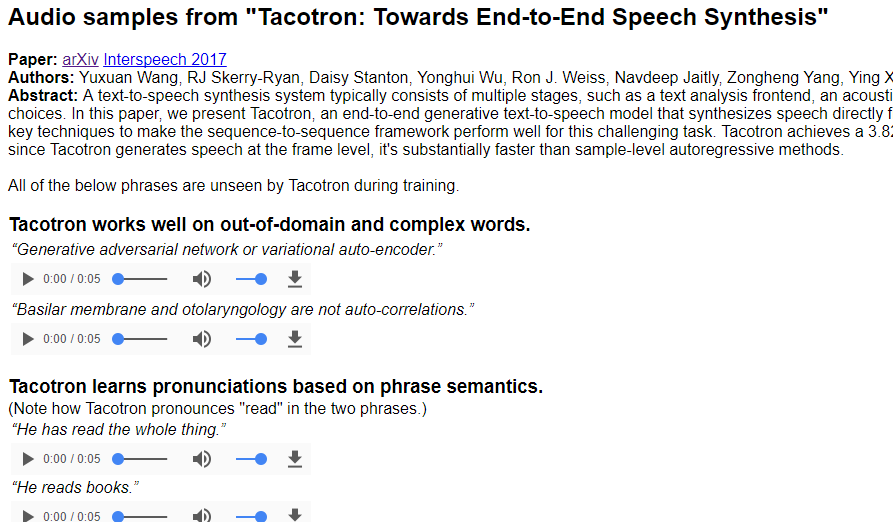 Audio samples from "Tacotron: Towards End-to-End Speech Synthesis"
Paper: arXiv Interspeech 2017
Authors: Yuxuan Wang, RJ Skerry-Ryan, Daisy Stanton, Yonghui Wu, Ron J. Weiss, Navdeep Jaitly, Zongheng Yang, Ying
Abstract: A text-to-speech synthesis system typically consists of multiple stages, such as a text analysis frontend, an
choices. In this paper, we present Tacotron, an end-to-end generative text-to-speech model that synthesizes speech directly
key techniques to make the sequence-to-sequence framework perform well for this challenging task. Tacotron achieves a 3.82
since Tacotron generates speech at the frame level, it's substantially faster than sample-level autoregressive methods.
All of the below phrases are unseen by Tacotron during training.
Tacotron works well on out-of-domain and complex words.
“Generative adversarial network or variational auto-encoder.”
0:00 / 0:05
“Basilar membrane and otolaryngology are not auto-correlations.”
0:00 / 0:05
Tacotron learns pronunciations based on phrase semantics.
(Note how Tacotron pronounces "read" in the two phrases.)
“He has read the whole thing.”
0:00 / 0:05
“He reads books.”
0:00 / 0:05